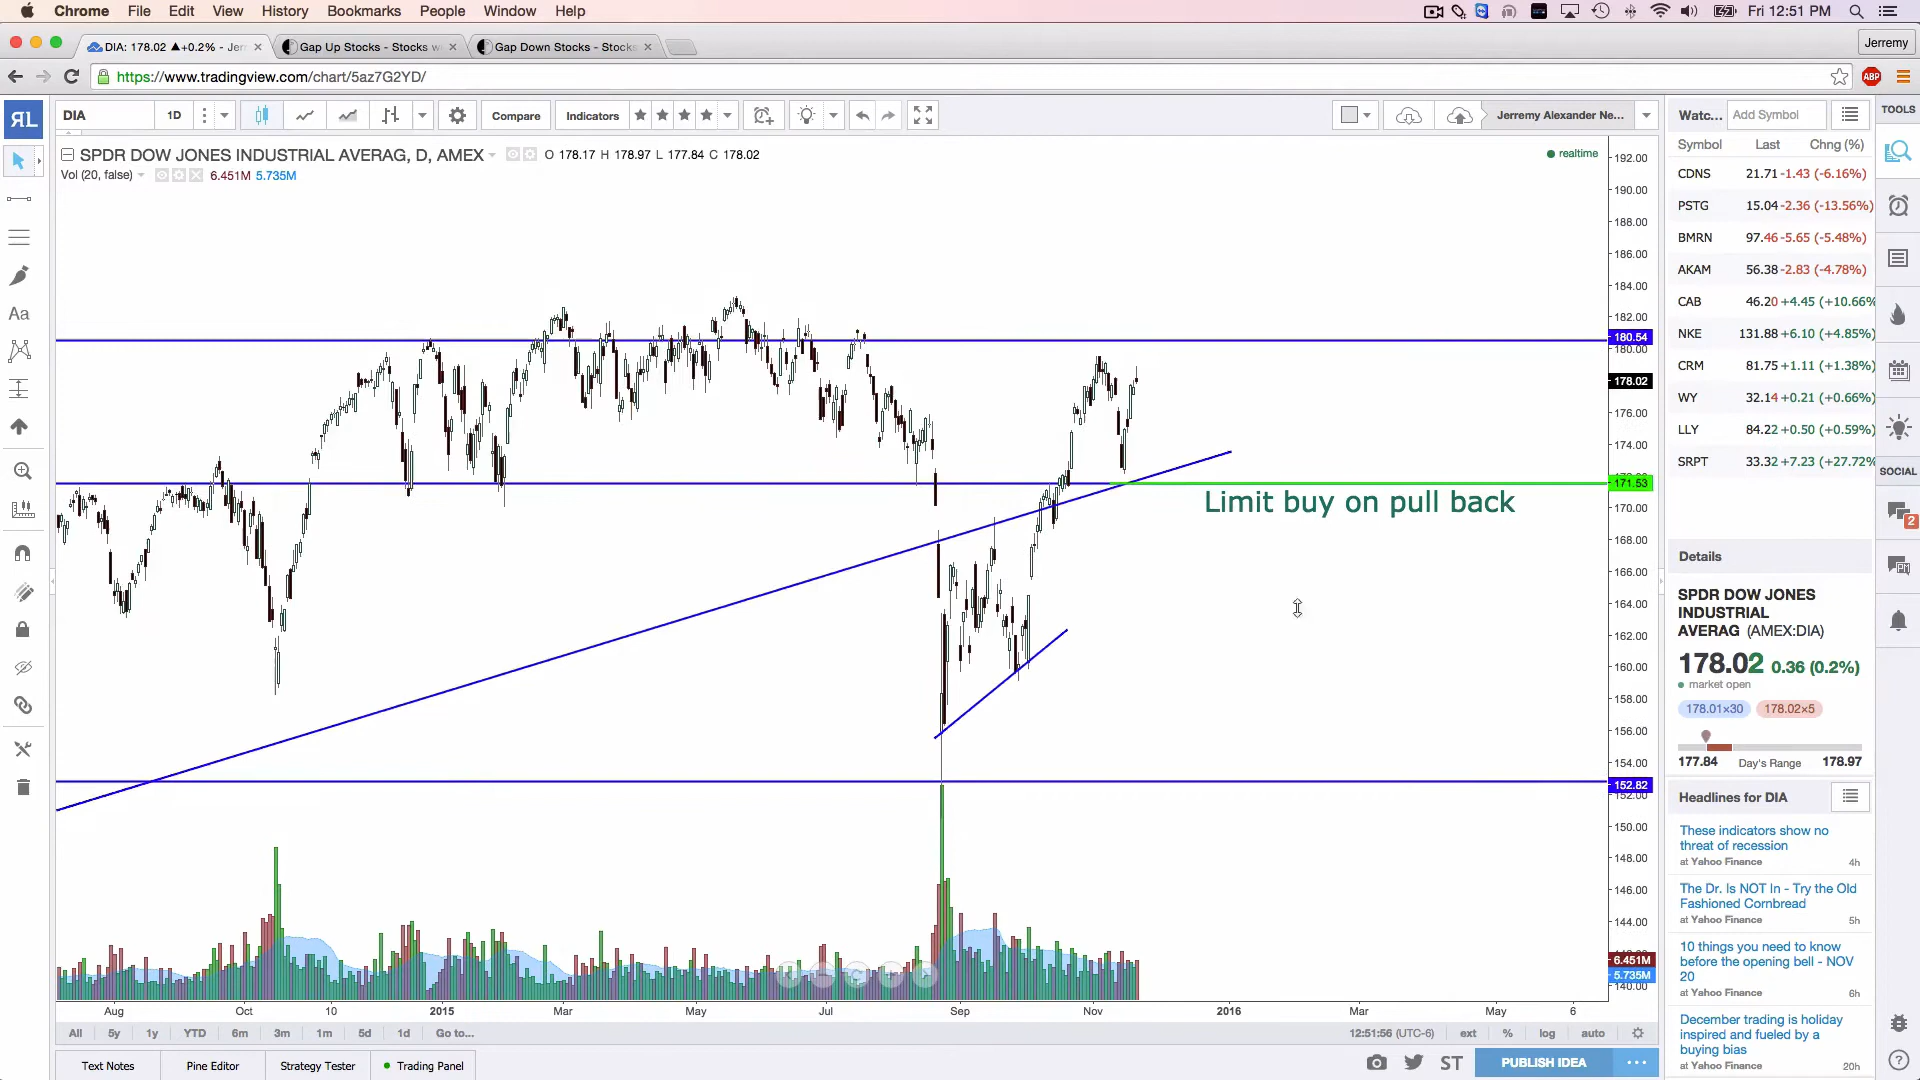 Chrome File Edit View History Bookmarks People Window Help Fri 12:51 PM
DIA: 178.02 ▲+0.2% - Jerr Gap Up Stocks - Stocks w Gap Down Stocks - Stocks Jerremy
https://www.tradingview.com/chart/5az7G2YD/ ABP
DIA 1D Compare Indicators Jerremy Alexander Ne...
SPDR DOW JONES INDUSTRIAL AVERAG, D, AMEX O 178.17 H 178.97 L 177.84 C 178.02
realtime
Vol (20, false) 6.451M 5.735M
Aa
192.00
190.00
188.00
186.00
184.00
182.00
180.54
180.00
178.02
176.00
174.00
171.53
170.00
168.00
166.00
164.00
162.00
160.00
158.00
156.00
154.00
152.82
152.00
150.00
148.00
146.00
144.00
6.451M
5.735M
140.00
Limit buy on pull back
Aug Oct 10 2015 Mar May Jul Sep Nov 2016 Mar May 6
All 5y 1y YTD 6m 3m 1m 5d 1d Go to... 12:51:56 (UTC-6) ext % log auto
Text Notes Pine Editor Strategy Tester Trading Panel ST PUBLISH IDEA
Watc... Add Symbol
Symbol Last Chng (%)
CDNS 21.71 -1.43 (-6.16%)
PSTG 15.04 -2.36 (-13.56%)
BMRN 97.46 -5.65 (-5.48%)
AKAM 56.38 -2.83 (-4.78%)
CAB 46.20 +4.45 (+10.66%
NKE 131.88 +6.10 (+4.85%)
CRM 81.75 +1.11 (+1.38%)
WY 32.14 +0.21 (+0.66%)
LLY 84.22 +0.50 (+0.59%)
SRPT 33.32 +7.23 (+27.72%
Details
SPDR DOW JONES
INDUSTRIAL
AVERAG (AMEX:DIA)
178.02 0.36 (0.2%)
market open
178.01×30 178.02×5
177.84 Day's Range 178.97
Headlines for DIA
These indicators show no
threat of recession
at Yahoo Finance 4h
The Dr. Is NOT In - Try the Old
Fashioned Cornbread
at Yahoo Finance 5h
10 things you need to know
before the opening bell - NOV
20
at Yahoo Finance 6h
December trading is holiday
inspired and fueled by a
buying bias
at Yahoo Finance 20h
TOOLS
SOCIAL
2